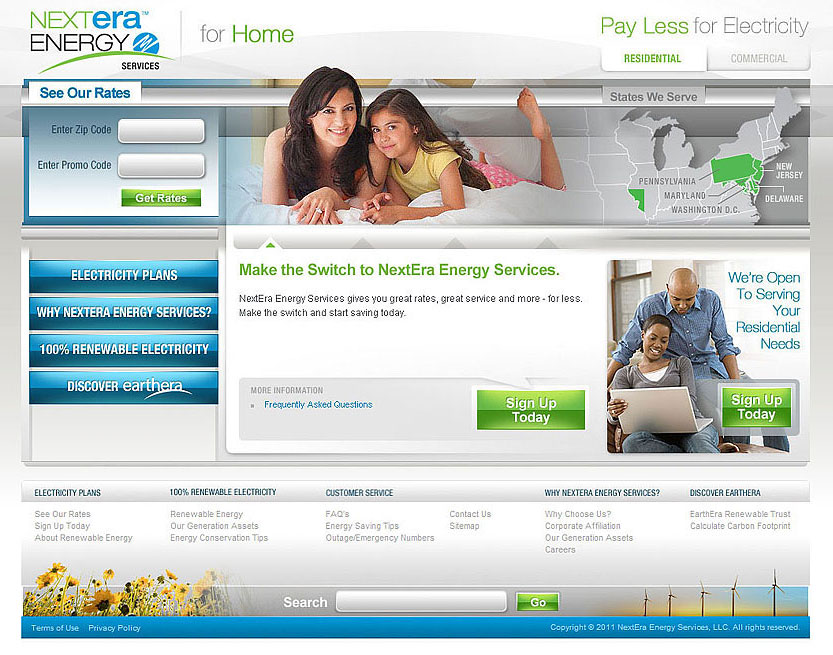 NEXTera™
ENERGY
SERVICES
for Home
Pay Less for Electricity
RESIDENTIAL
COMMERCIAL
See Our Rates
Enter Zip Code
Enter Promo Code
Get Rates
States We Serve
PENNSYLVANIA
MARYLAND
WASHINGTON D.C.
NEW
JERSEY
DELAWARE
ELECTRICITY PLANS
WHY NEXTERA ENERGY SERVICES?
100% RENEWABLE ELECTRICITY
DISCOVER earthera
Make the Switch to NextEra Energy Services.
NextEra Energy Services gives you great rates, great service and more - for less.
Make the switch and start saving today.
MORE INFORMATION
Frequently Asked Questions
Sign Up
Today
We're Open
To Serving
Your
Residential
Needs
Sign Up
Today
ELECTRICITY PLANS
See Our Rates
Sign Up Today
About Renewable Energy
100% RENEWABLE ELECTRICITY
Renewable Energy
Our Generation Assets
Energy Conservation Tips
CUSTOMER SERVICE
FAQ's
Energy Saving Tips
Outage/Emergency Numbers
Contact Us
Sitemap
WHY NEXTERA ENERGY SERVICES?
Why Choose Us?
Corporate Affiliation
Our Generation Assets
Careers
DISCOVER EARTHERA
EarthEra Renewable Trust
Calculate Carbon Footprint
Search
Go
Terms of Use Privacy Policy
Copyright © 2011 NextEra Energy Services, LLC. All rights reserved.